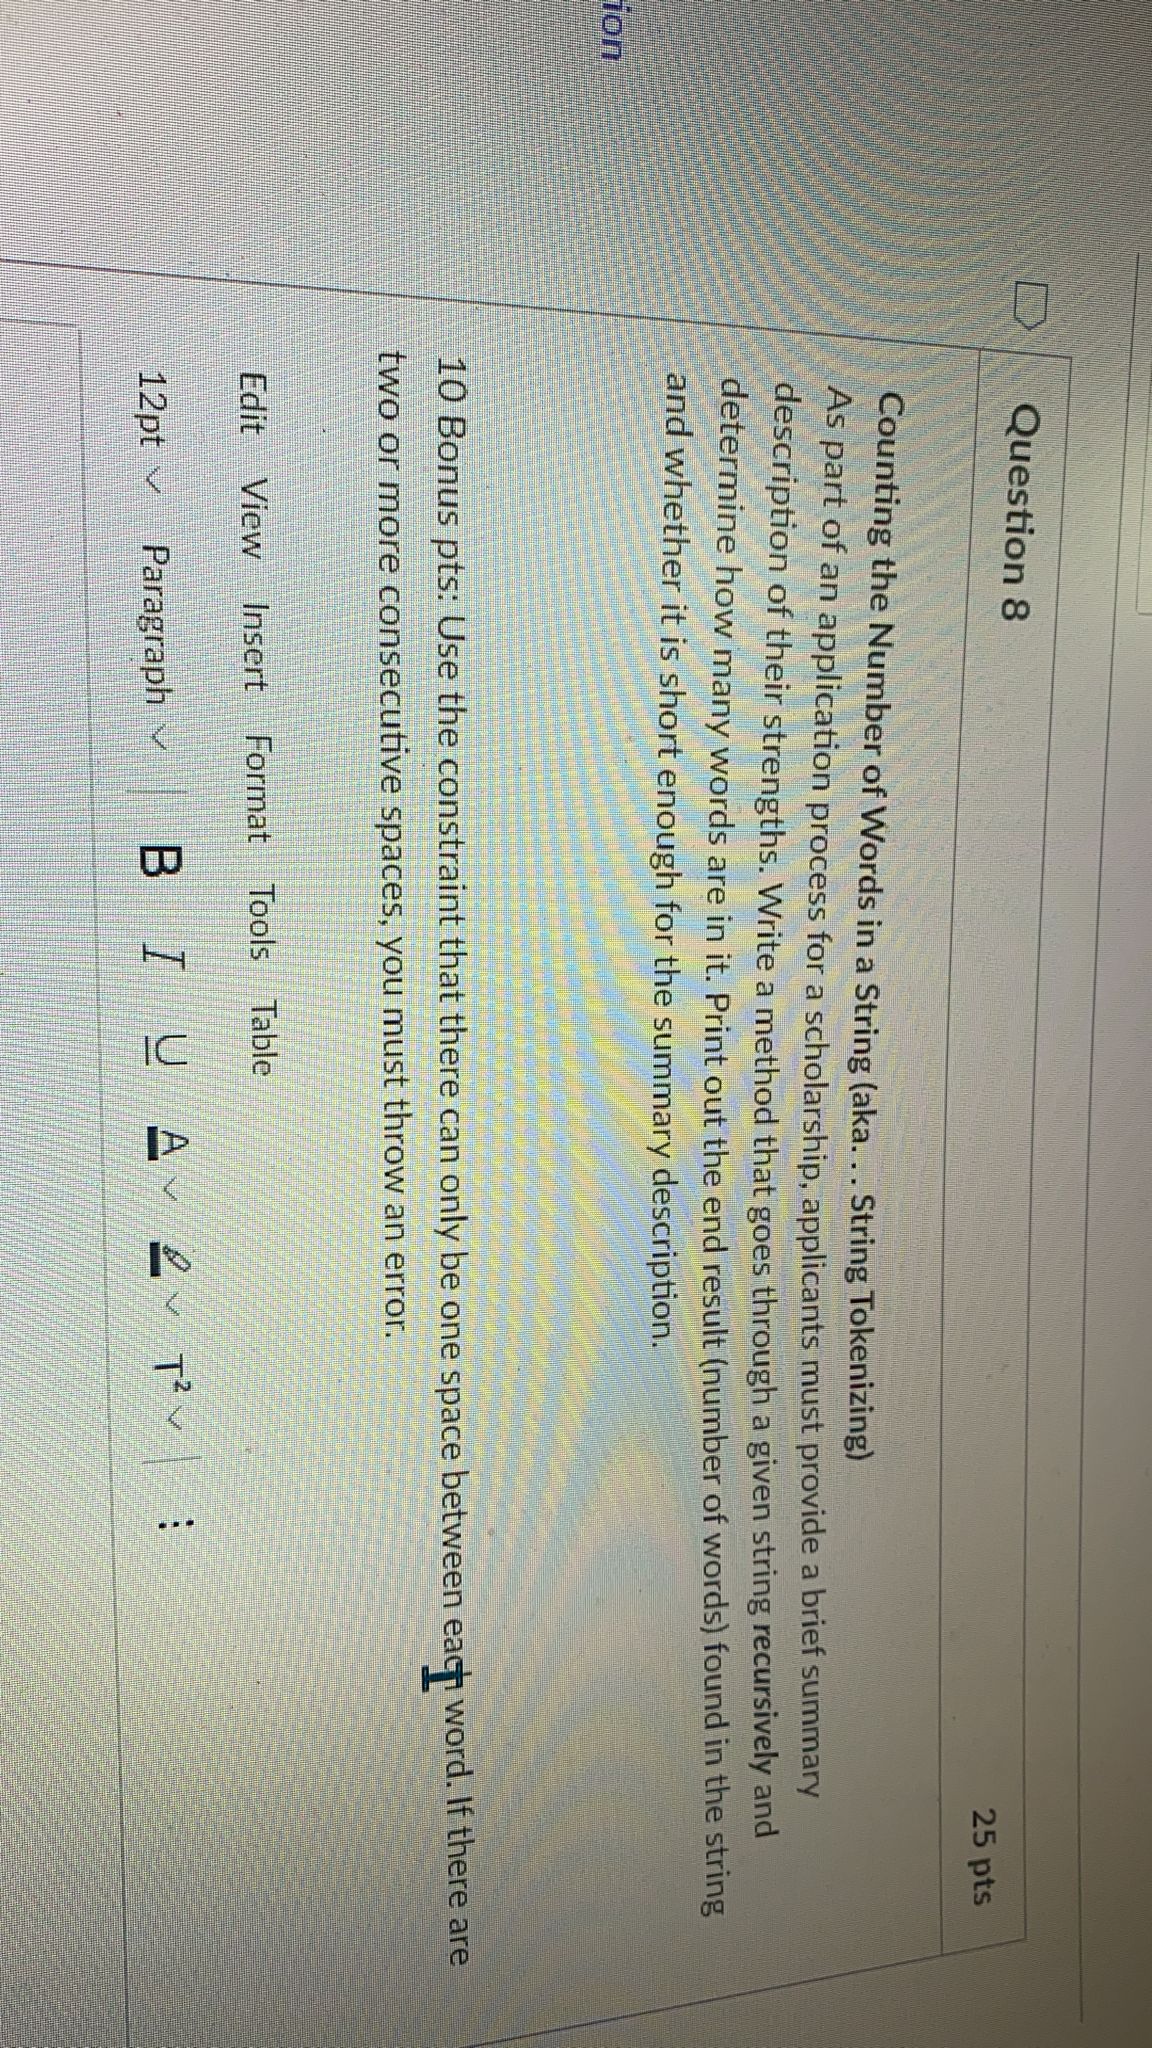 Question 8
25 pts
Counting the Number of Words in a String (aka. . . String Tokenizing)
As part of an application process for a scholarship, applicants must provide a brief summary
description of their strengths. Write a method that goes through a given string recursively and
determine how many words are in it. Print out the end result (number of words) found in the string
and whether it is short enough for the summary description.
ion
10 Bonus pts: Use the constraint that there can only be one space between each word. If there are
two or more consecutive spaces, you must throw an error.
Edit View Insert Format Tools Table
12pt Paragraph B I U A T²